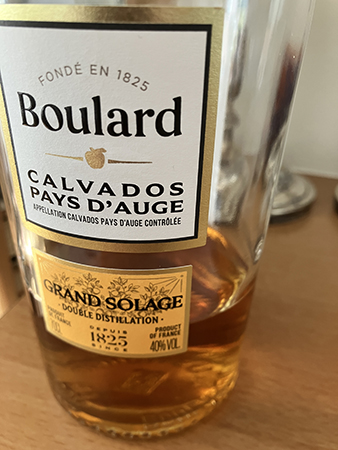 FONDÉ EN 1825
Boulard
CALVADOS
PAYS D'AUGE
APPELLATION CALVADOS PAYS D'AUGE CONTRÔLÉE
GRAND SOLAGE
DOUBLE DISTILLATION
DEPUIS
1825
SINCE
PRODUCT
OF FRANCE
40% VOL.